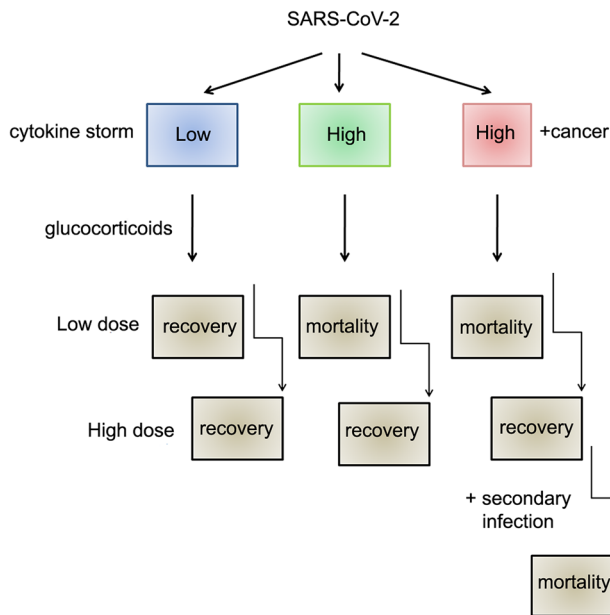 SARS-CoV-2
cytokine storm Low High High +cancer
glucocorticoids
Low dose recovery mortality mortality
High dose recovery recovery recovery
+ secondary
infection
mortality